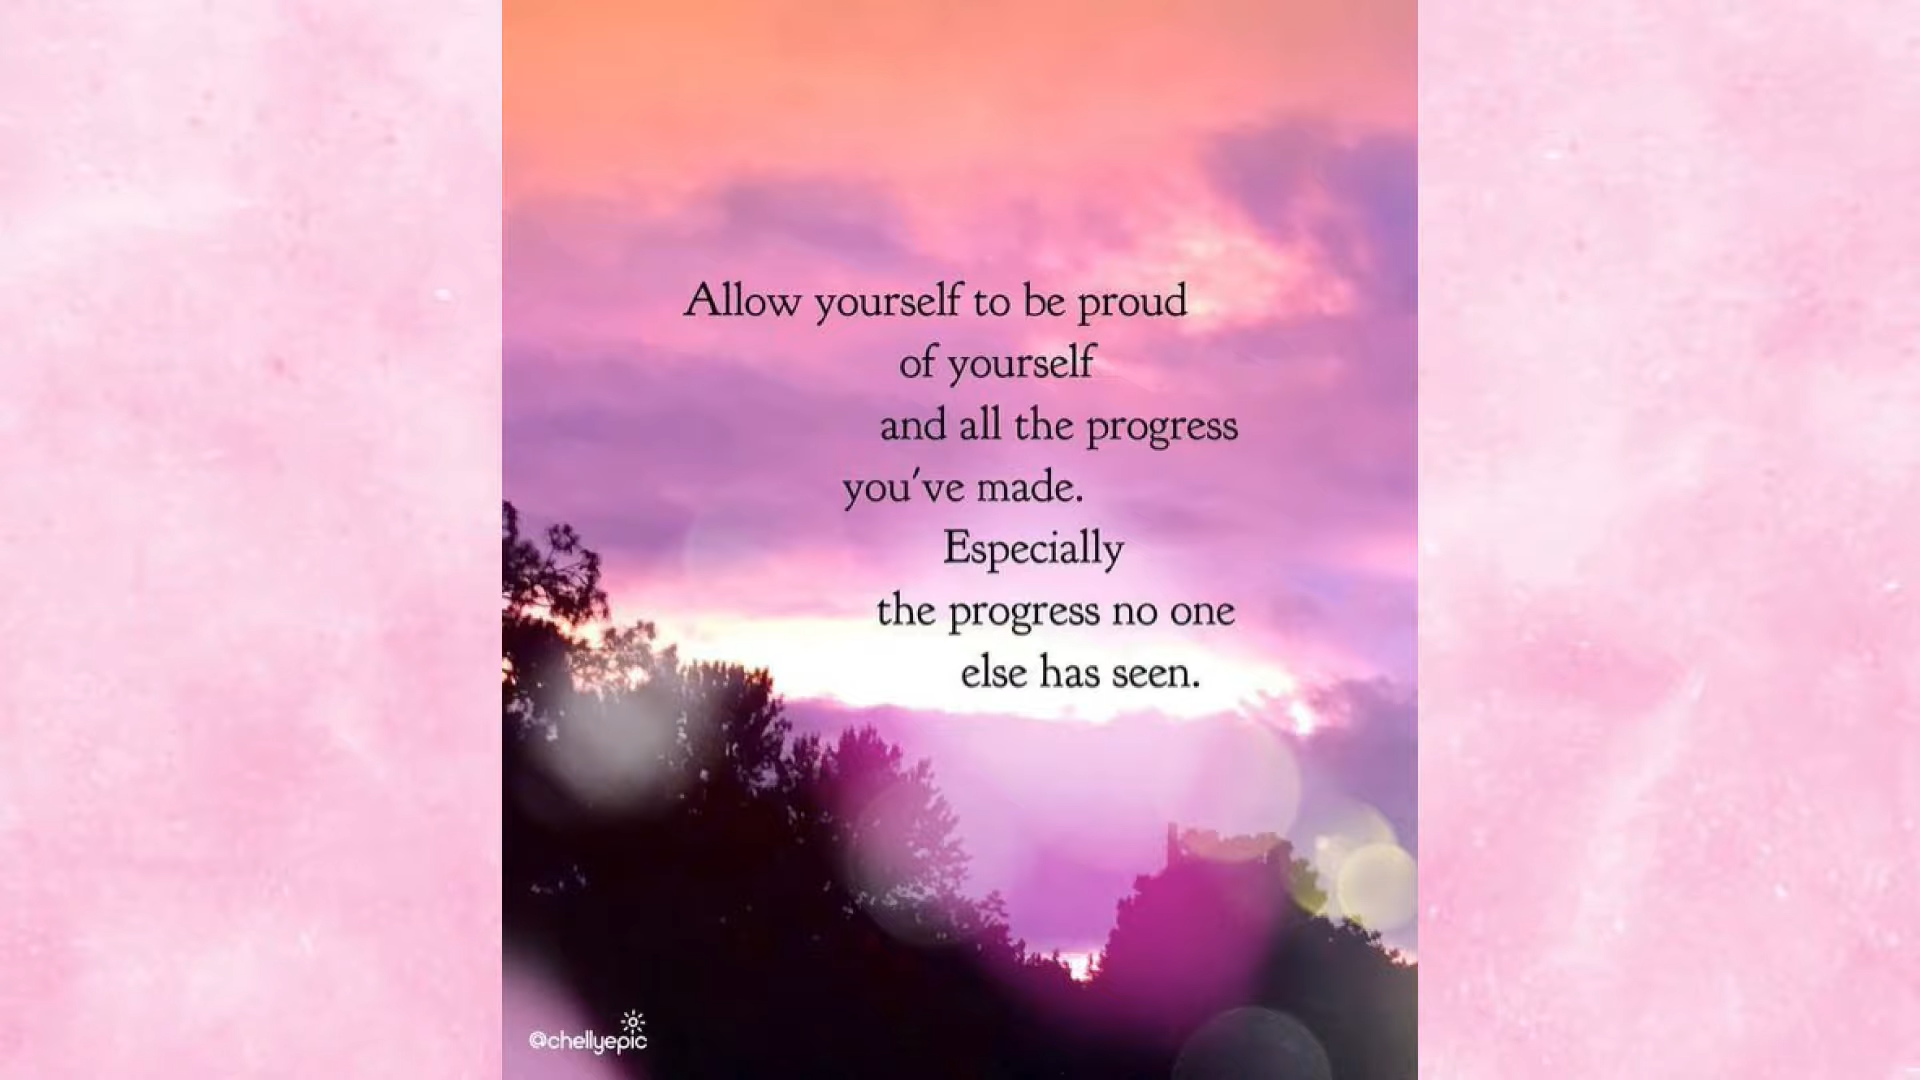 Allow yourself to be proud
of yourself
and all the progress
you've made.
Especially
the progress no one
else has seen.
@chellyepic